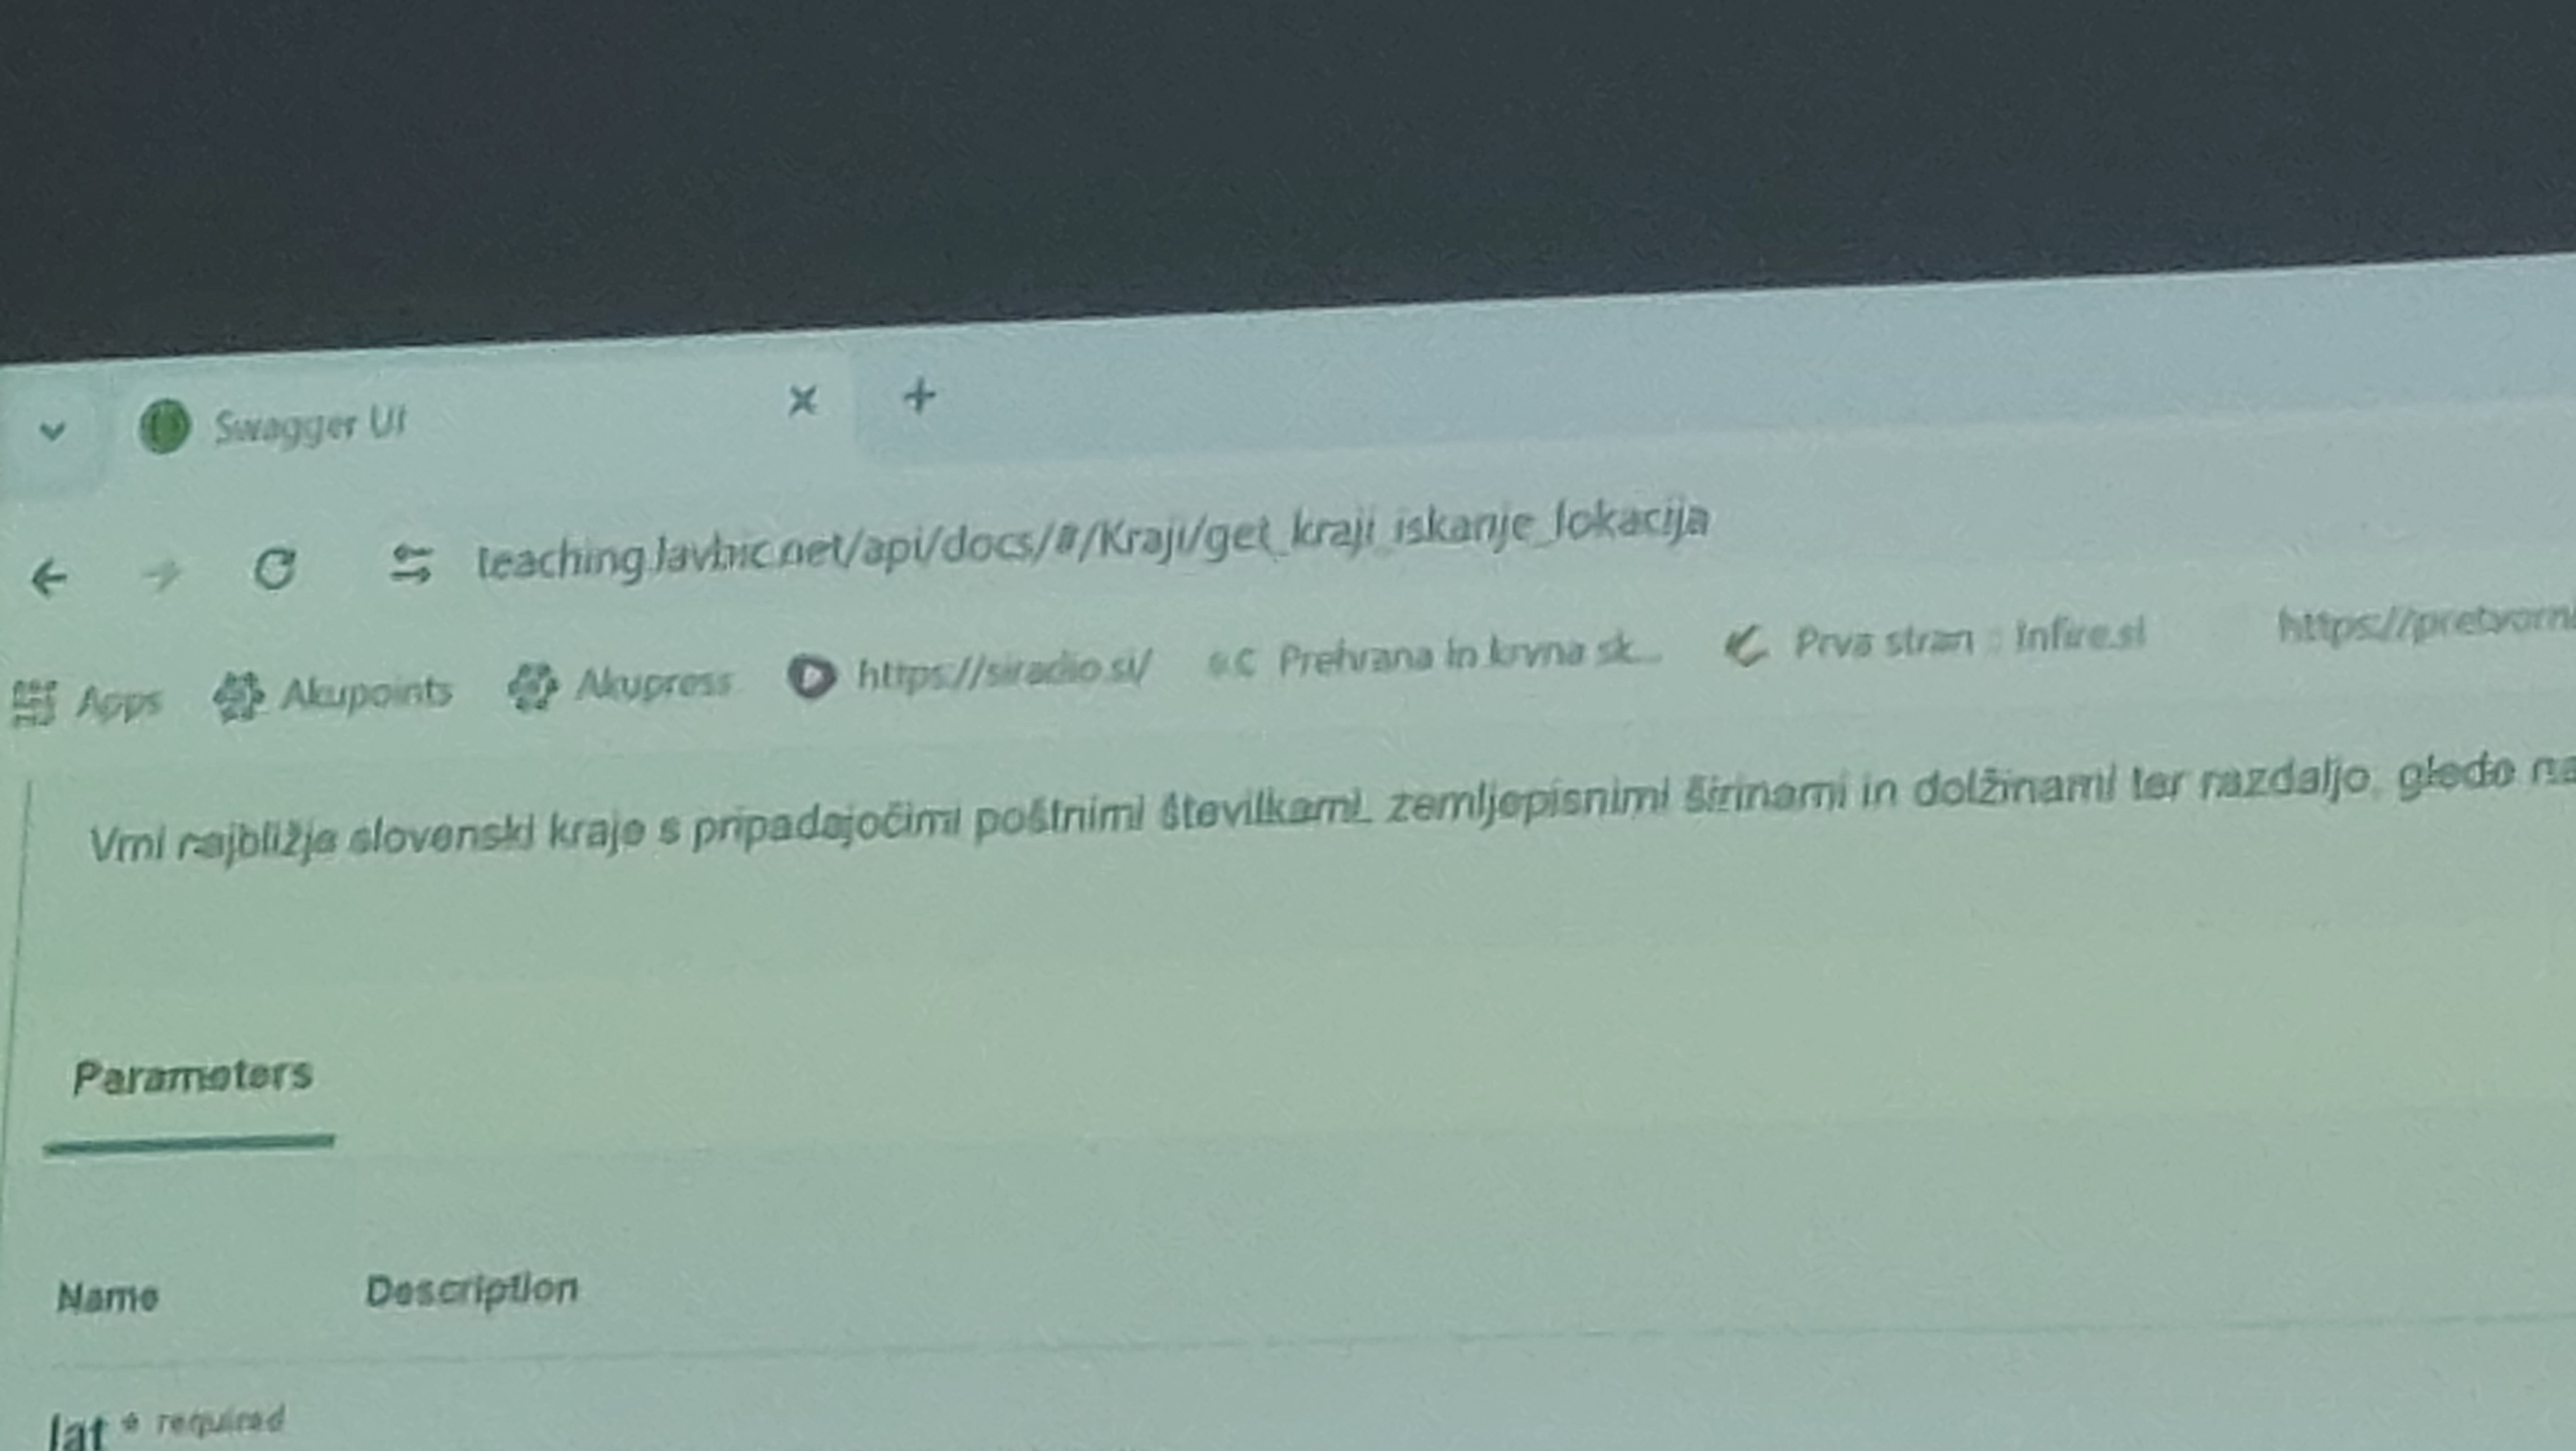 Swagger UI
teaching.lavbic.net/api/docs/#/Kraji/get_kraji_iskanje_lokacija
Apps Akupoints Akupress https://siradio.si/ Prehrana in krvna sk... Prva stran : Infire.si https://pretvorni
Vrni najbližje slovenski kraje s pripadajočimi poštnimi številkami, zemljepisnimi širinami in dolžinami ter razdaljo, glede na
Parameters
Name Description
lat * required